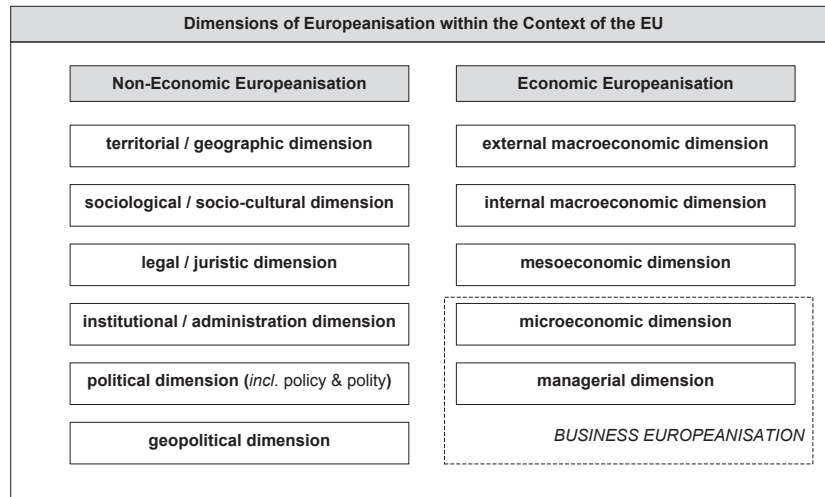 Dimensions of Europeanisation within the Context of the EU
Non-Economic Europeanisation
territorial / geographic dimension
sociological / socio-cultural dimension
legal / juristic dimension
institutional / administration dimension
political dimension (incl. policy & polity)
geopolitical dimension
Economic Europeanisation
external macroeconomic dimension
internal macroeconomic dimension
mesoeconomic dimension
microeconomic dimension
managerial dimension
BUSINESS EUROPEANISATION